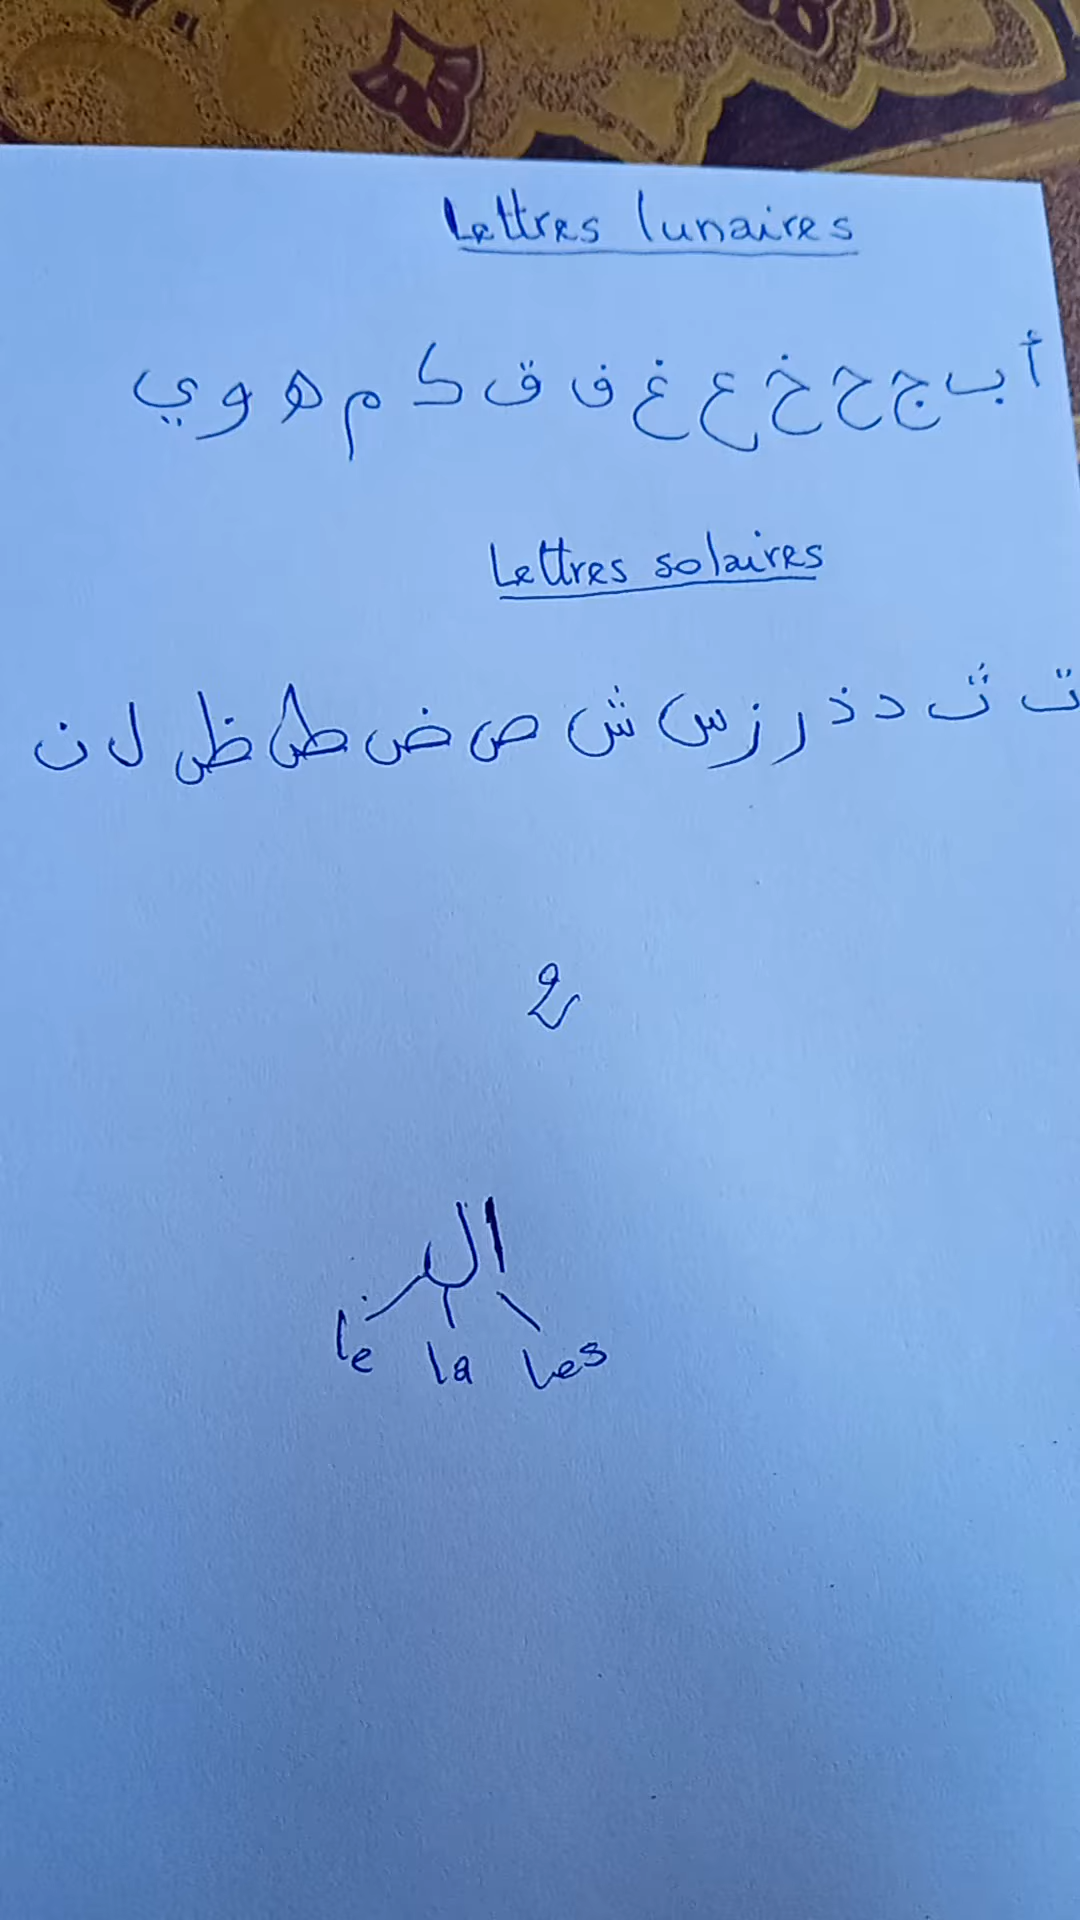 Lettres lunaires
أ ب ج ح خ ع غ ف ق ك م ه و ي
Lettres solaires
ت ث د ذ ر ز س ش ص ض ط ظ ل ن
ال
le la les